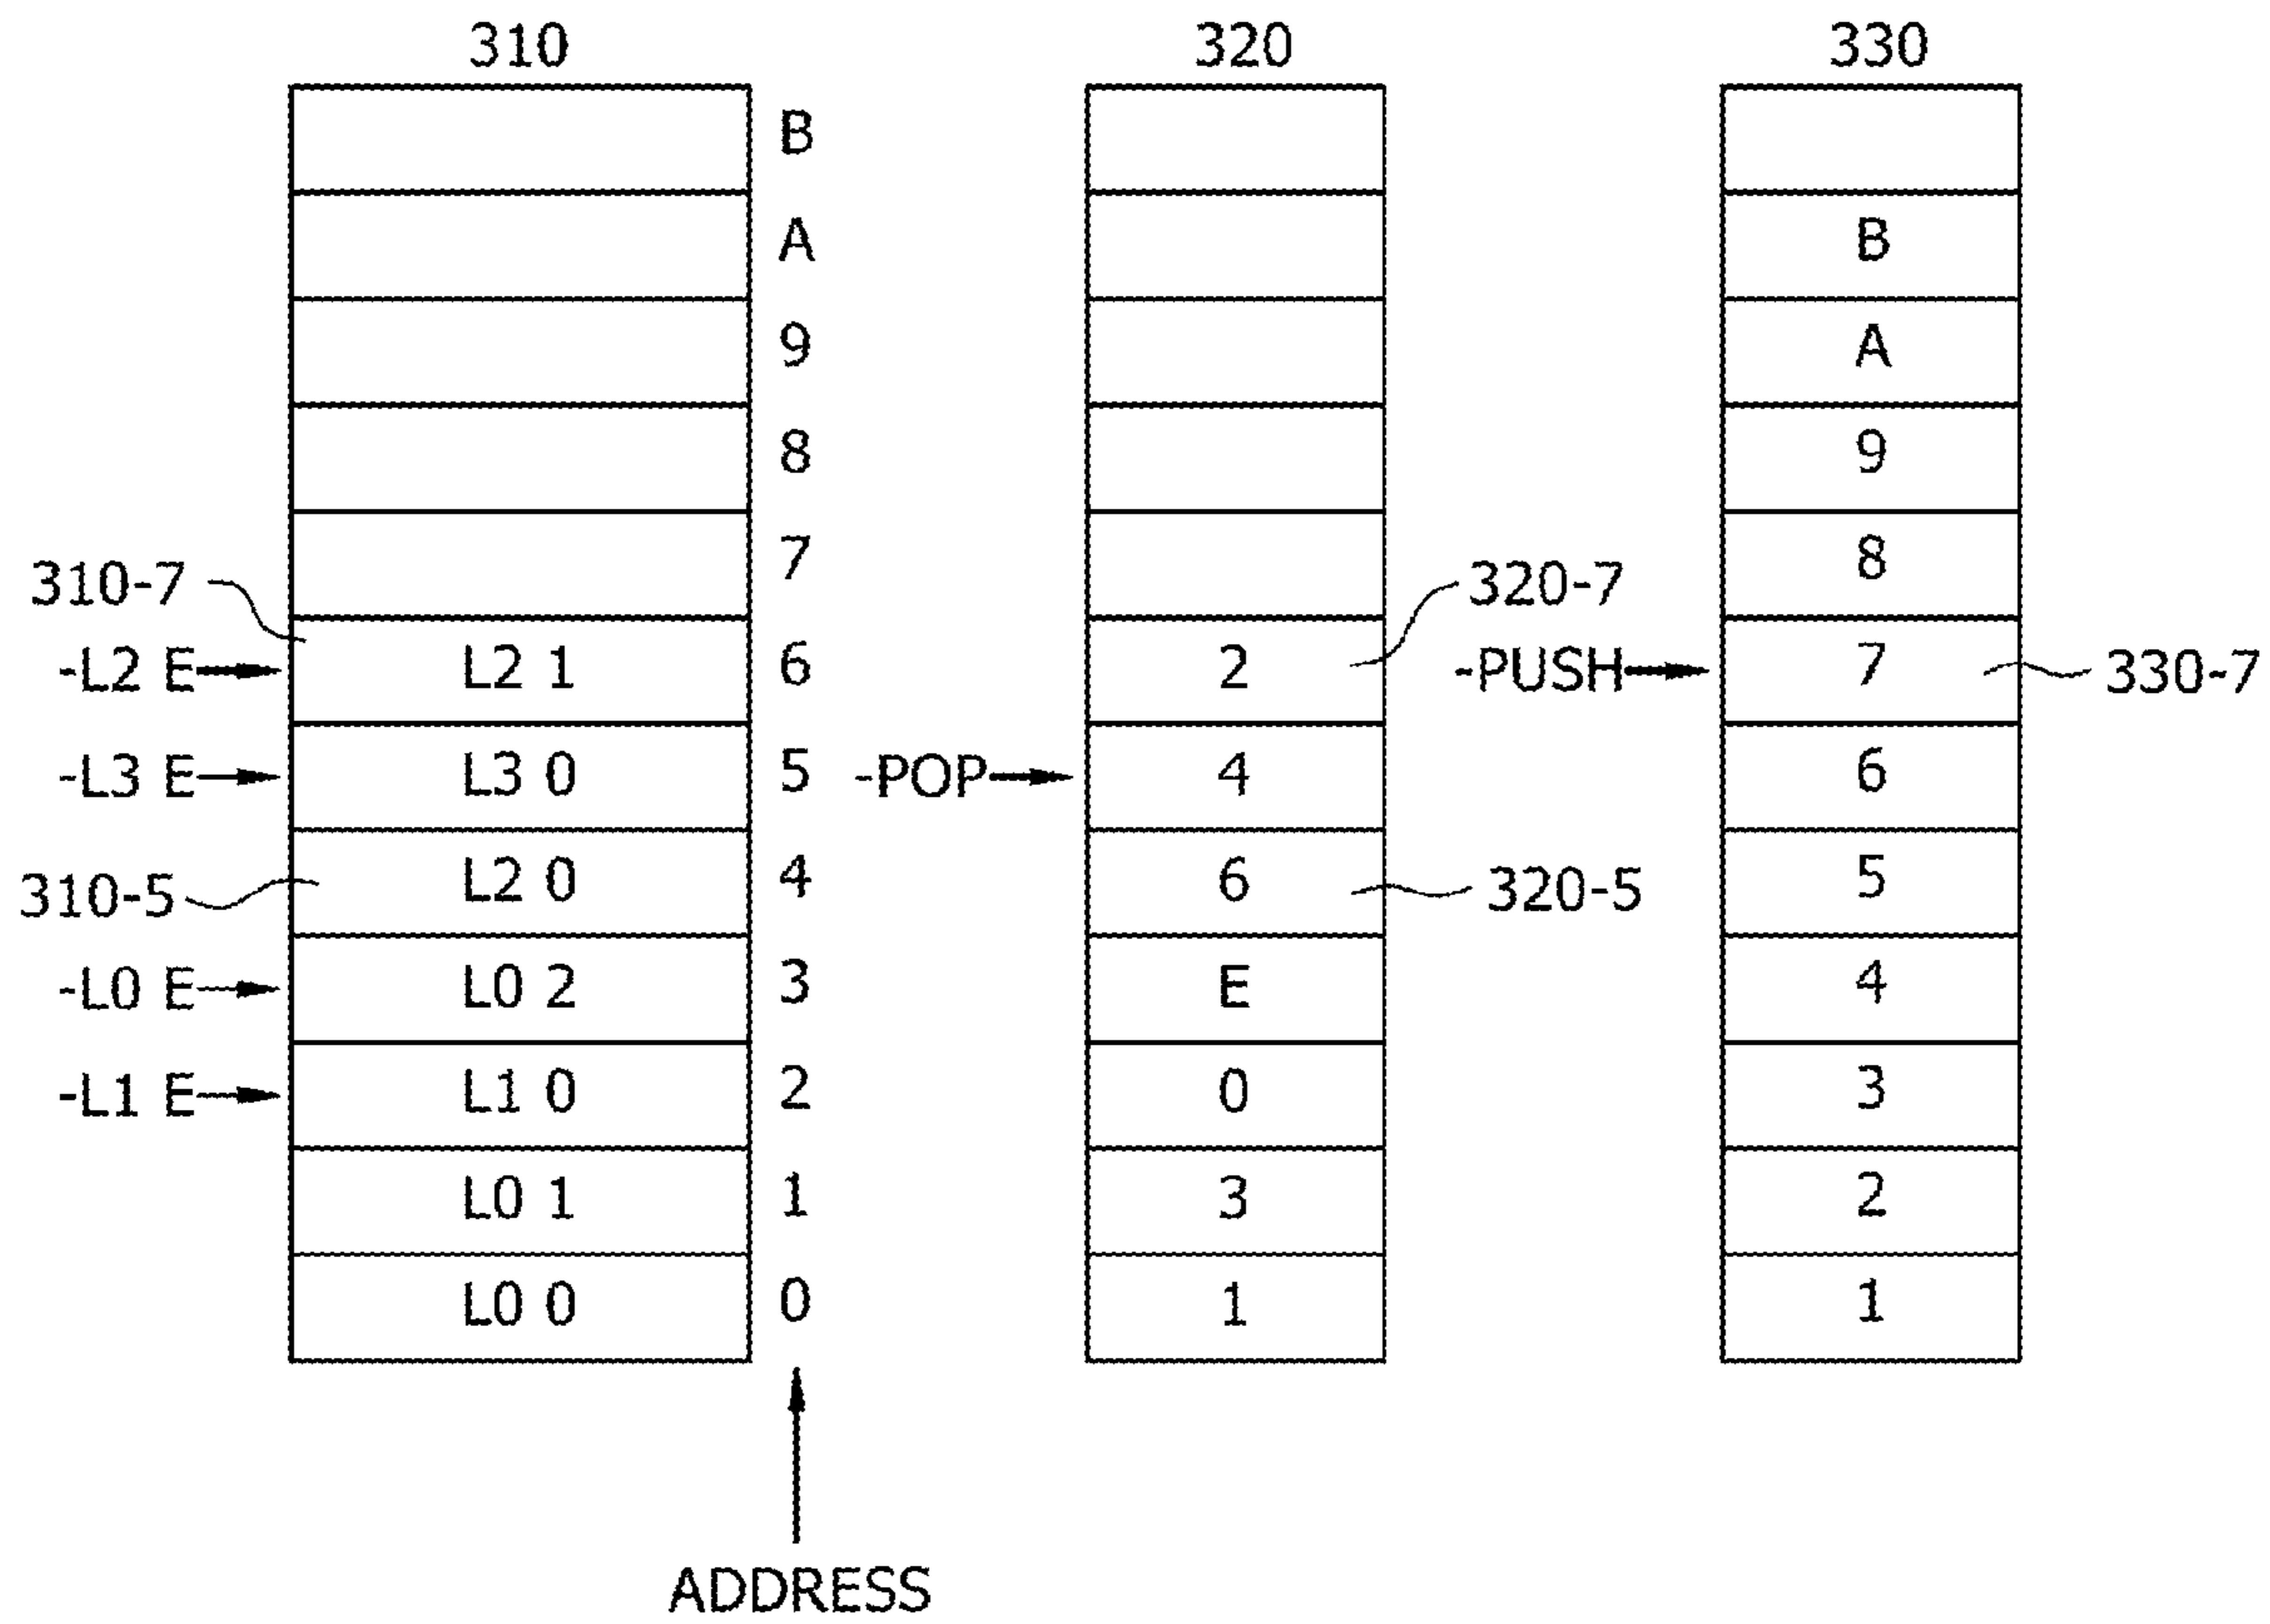 310 320 330
B
A B
9 A
8 9
7 8
310-7 320-7
-L2 E L2 1 6 2 -PUSH 7 330-7
-L3 E L3 0 5 -POP 4 6
310-5 L2 0 4 6 320-5 5
-L0 E L0 2 3 E 4
-L1 E L1 0 2 0 3
L0 1 1 3 2
L0 0 0 1 1
ADDRESS